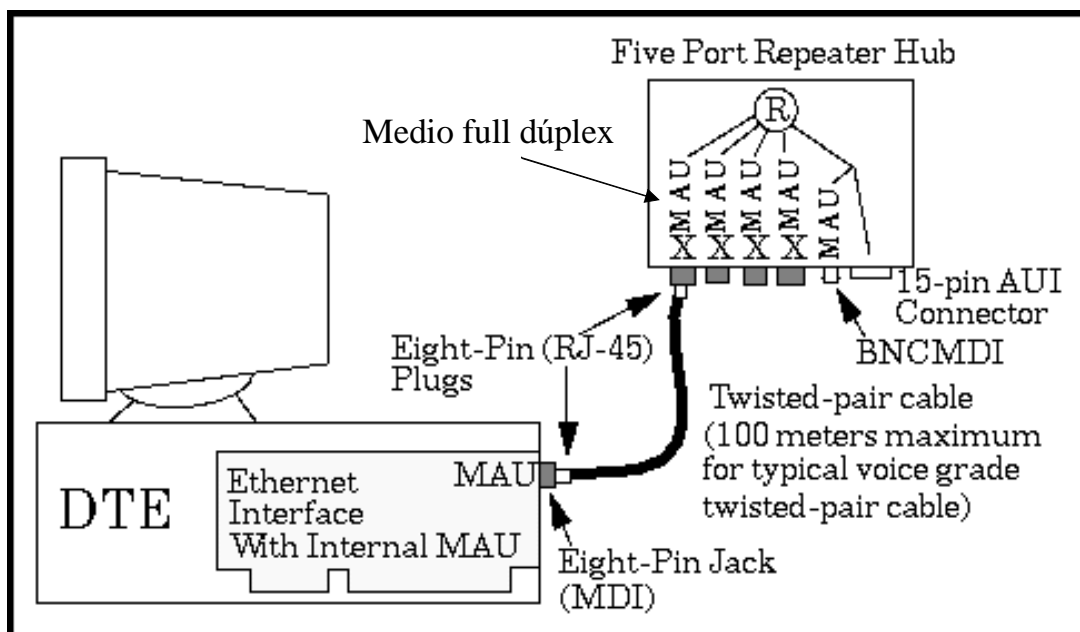 Five Port Repeater Hub
R
Medio full dúplex
MAU
MAU
MAU
MAU
MAU
X
X
X
X
15-pin AUI
Connector
BNCMDI
Eight-Pin (RJ-45)
Plugs
Twisted-pair cable
(100 meters maximum
for typical voice grade
twisted-pair cable)
DTE
MAU
Ethernet
Interface
With Internal MAU
Eight-Pin Jack
(MDI)